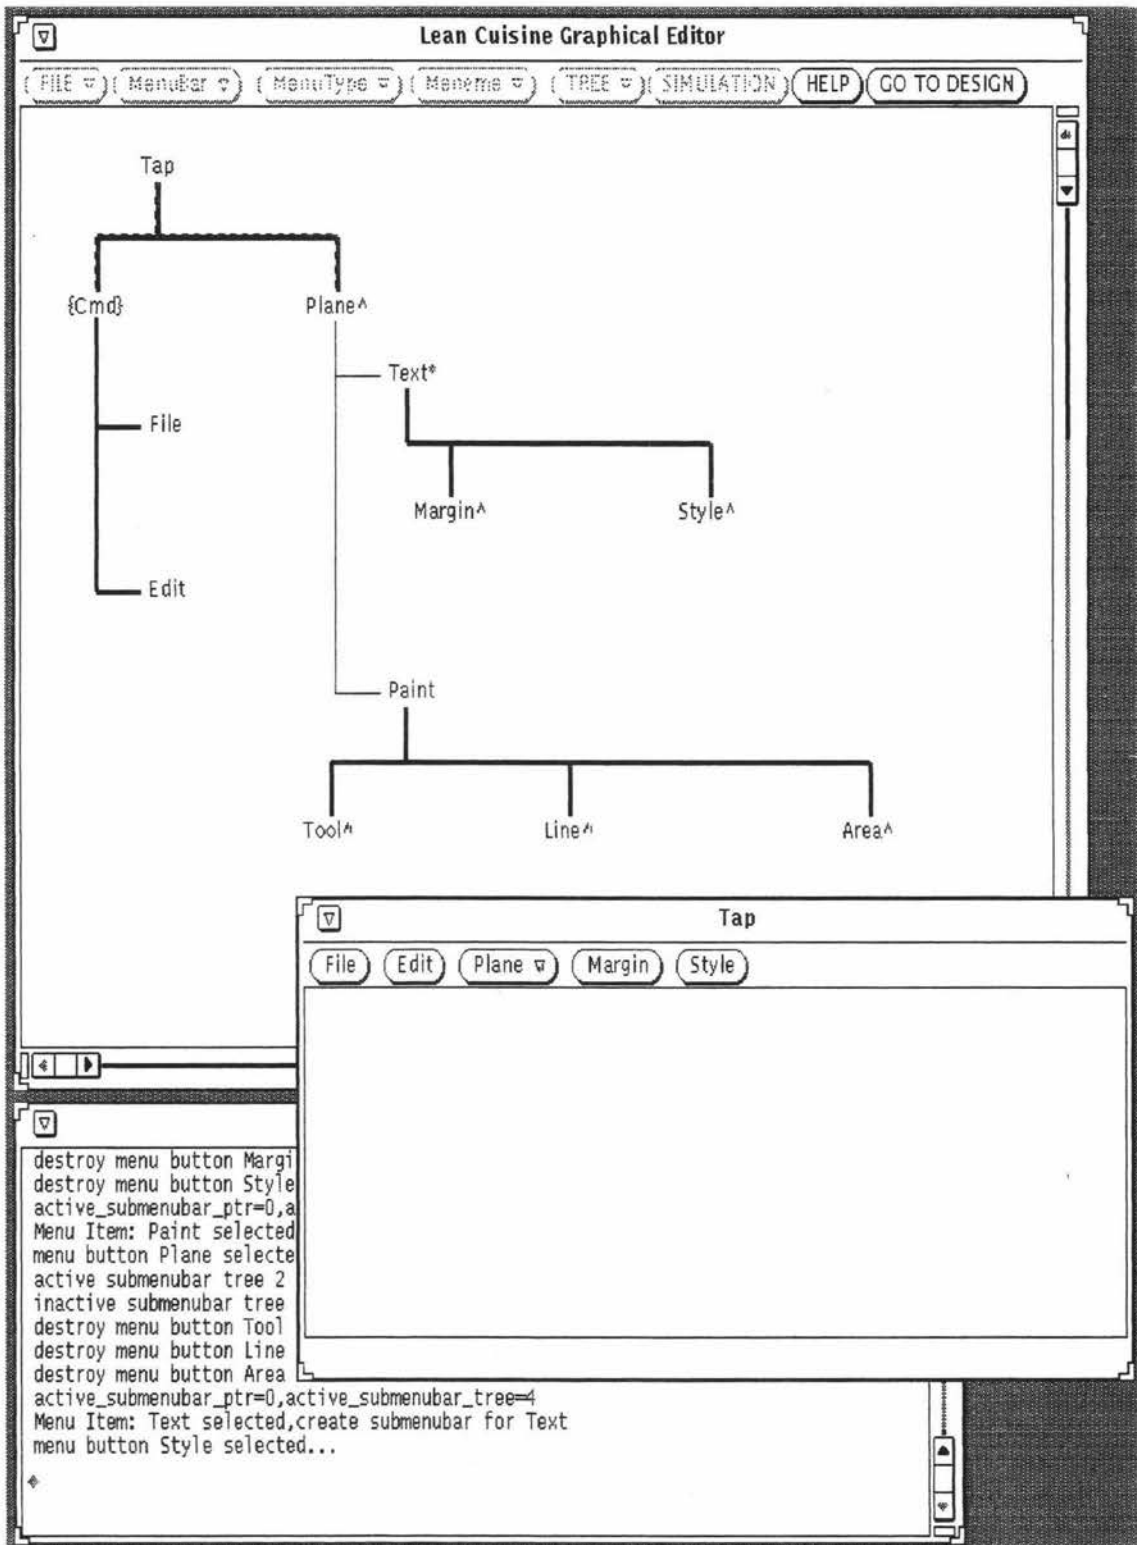 Lean Cuisine Graphical Editor
FILE MenuBar MenuType Meneme TREE SIMULATION HELP GO TO DESIGN
Tap
{Cmd} Plane^
Text*
File
Margin^ Style^
Edit
Paint
Tool^ Line^ Area^
Tap
File Edit Plane Margin Style
destroy menu button Margi
destroy menu button Style
active_submenubar_ptr=0,a
Menu Item: Paint selected
menu button Plane selecte
active submenubar tree 2
inactive submenubar tree
destroy menu button Tool
destroy menu button Line
destroy menu button Area
active_submenubar_ptr=0,active_submenubar_tree=4
Menu Item: Text selected,create submenubar for Text
menu button Style selected...